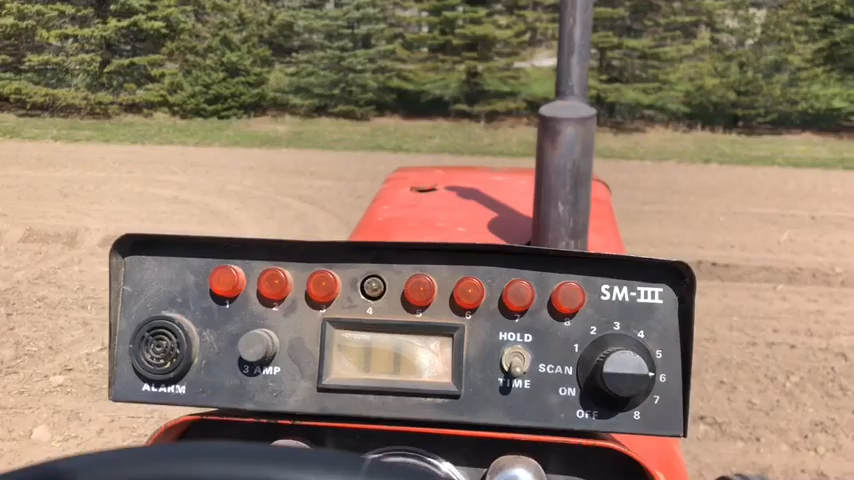 SM-III
1 2 3 4 5 6 7 8
HOLD
TIME
ALARM
3 AMP
OFF
ON
SCAN
1
2
3
4
5
6
7
8